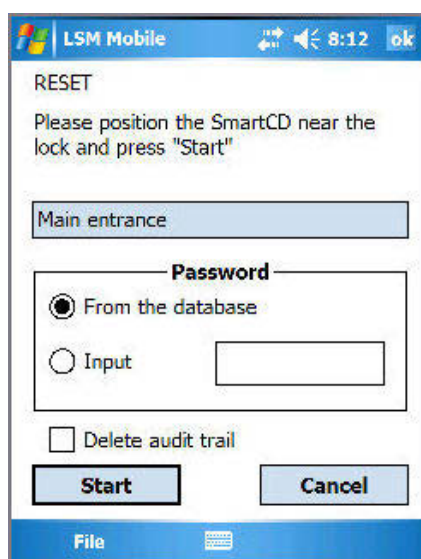 LSM Mobile 8:12 ok
RESET
Please position the SmartCD near the
lock and press "Start"
Main entrance
Password
From the database
Input
Delete audit trail
Start Cancel
File